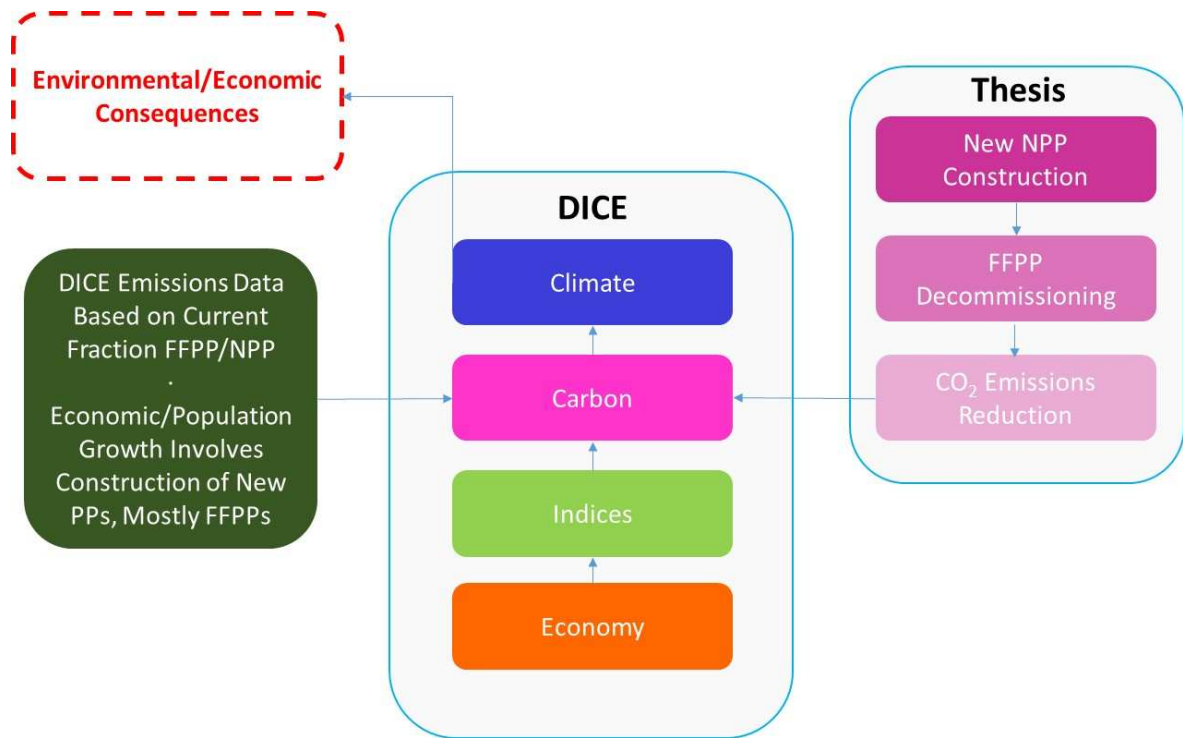 Environmental/Economic
Consequences
DICE Emissions Data
Based on Current
Fraction FFPP/NPP
.
Economic/Population
Growth Involves
Construction of New
PPs, Mostly FFPPs
DICE
Climate
Carbon
Indices
Economy
Thesis
New NPP
Construction
FFPP
Decommissioning
CO₂ Emissions
Reduction